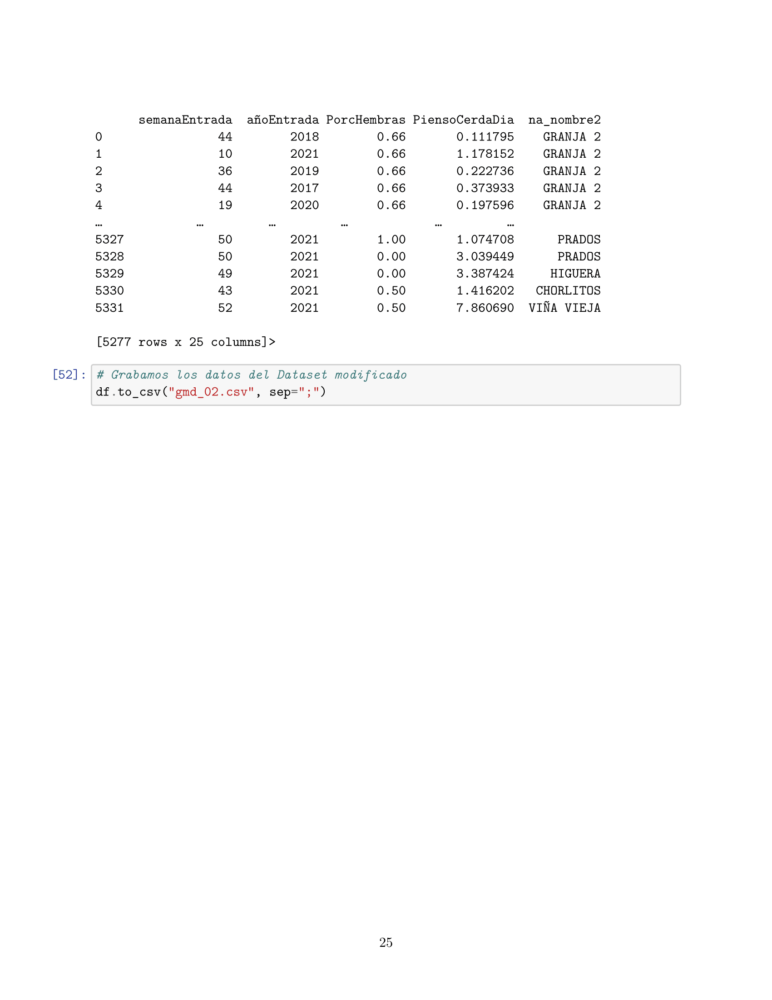 semanaEntrada añoEntrada PorcHembras PiensoCerdaDia na_nombre2
0 44 2018 0.66 0.111795 GRANJA 2
1 10 2021 0.66 1.178152 GRANJA 2
2 36 2019 0.66 0.222736 GRANJA 2
3 44 2017 0.66 0.373933 GRANJA 2
4 19 2020 0.66 0.197596 GRANJA 2
… … … … … …
5327 50 2021 1.00 1.074708 PRADOS
5328 50 2021 0.00 3.039449 PRADOS
5329 49 2021 0.00 3.387424 HIGUERA
5330 43 2021 0.50 1.416202 CHORLITOS
5331 52 2021 0.50 7.860690 VIÑA VIEJA
[5277 rows x 25 columns]>
[52]: # Grabamos los datos del Dataset modificado
df.to_csv("gmd_02.csv", sep=";")
25